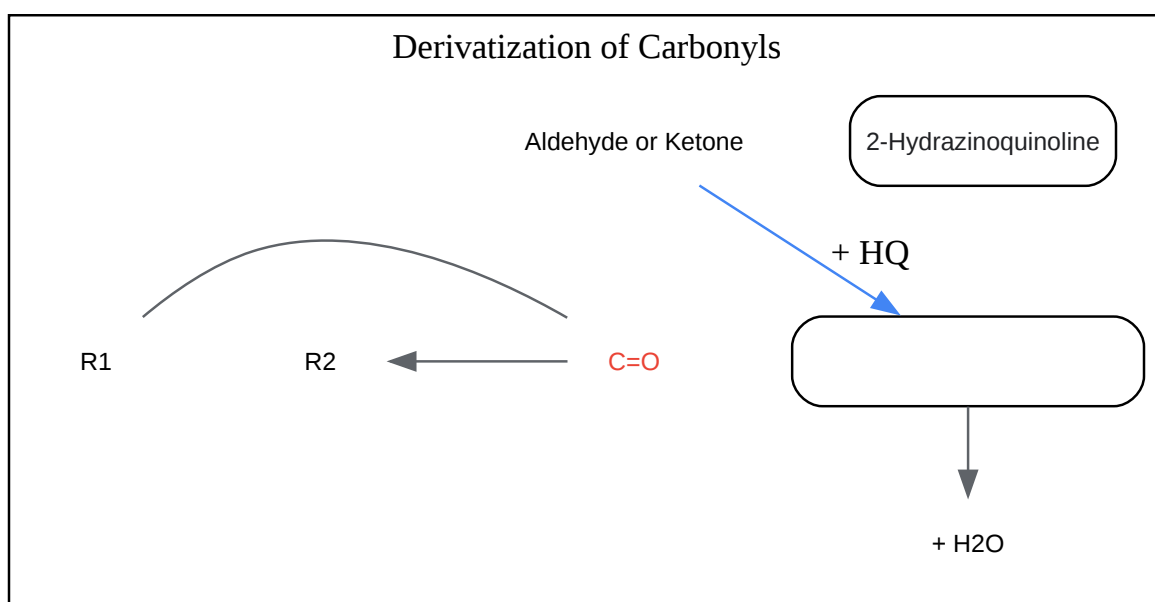 Derivatization of Carbonyls
Aldehyde or Ketone
2-Hydrazinoquinoline
+ HQ
R1
R2
C=O
+ H2O